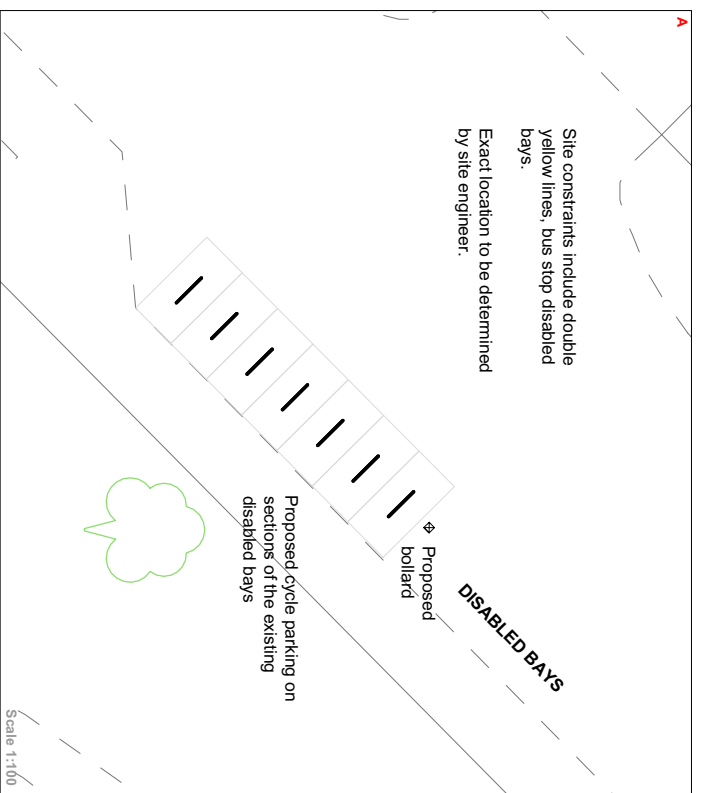 A
Site constraints include double
yellow lines, bus stop disabled
bays.
Exact location to be determined
by site engineer.
Proposed
bollard
DISABLED BAYS
Proposed cycle parking on
sections of the existing
disabled bays
Scale 1:100